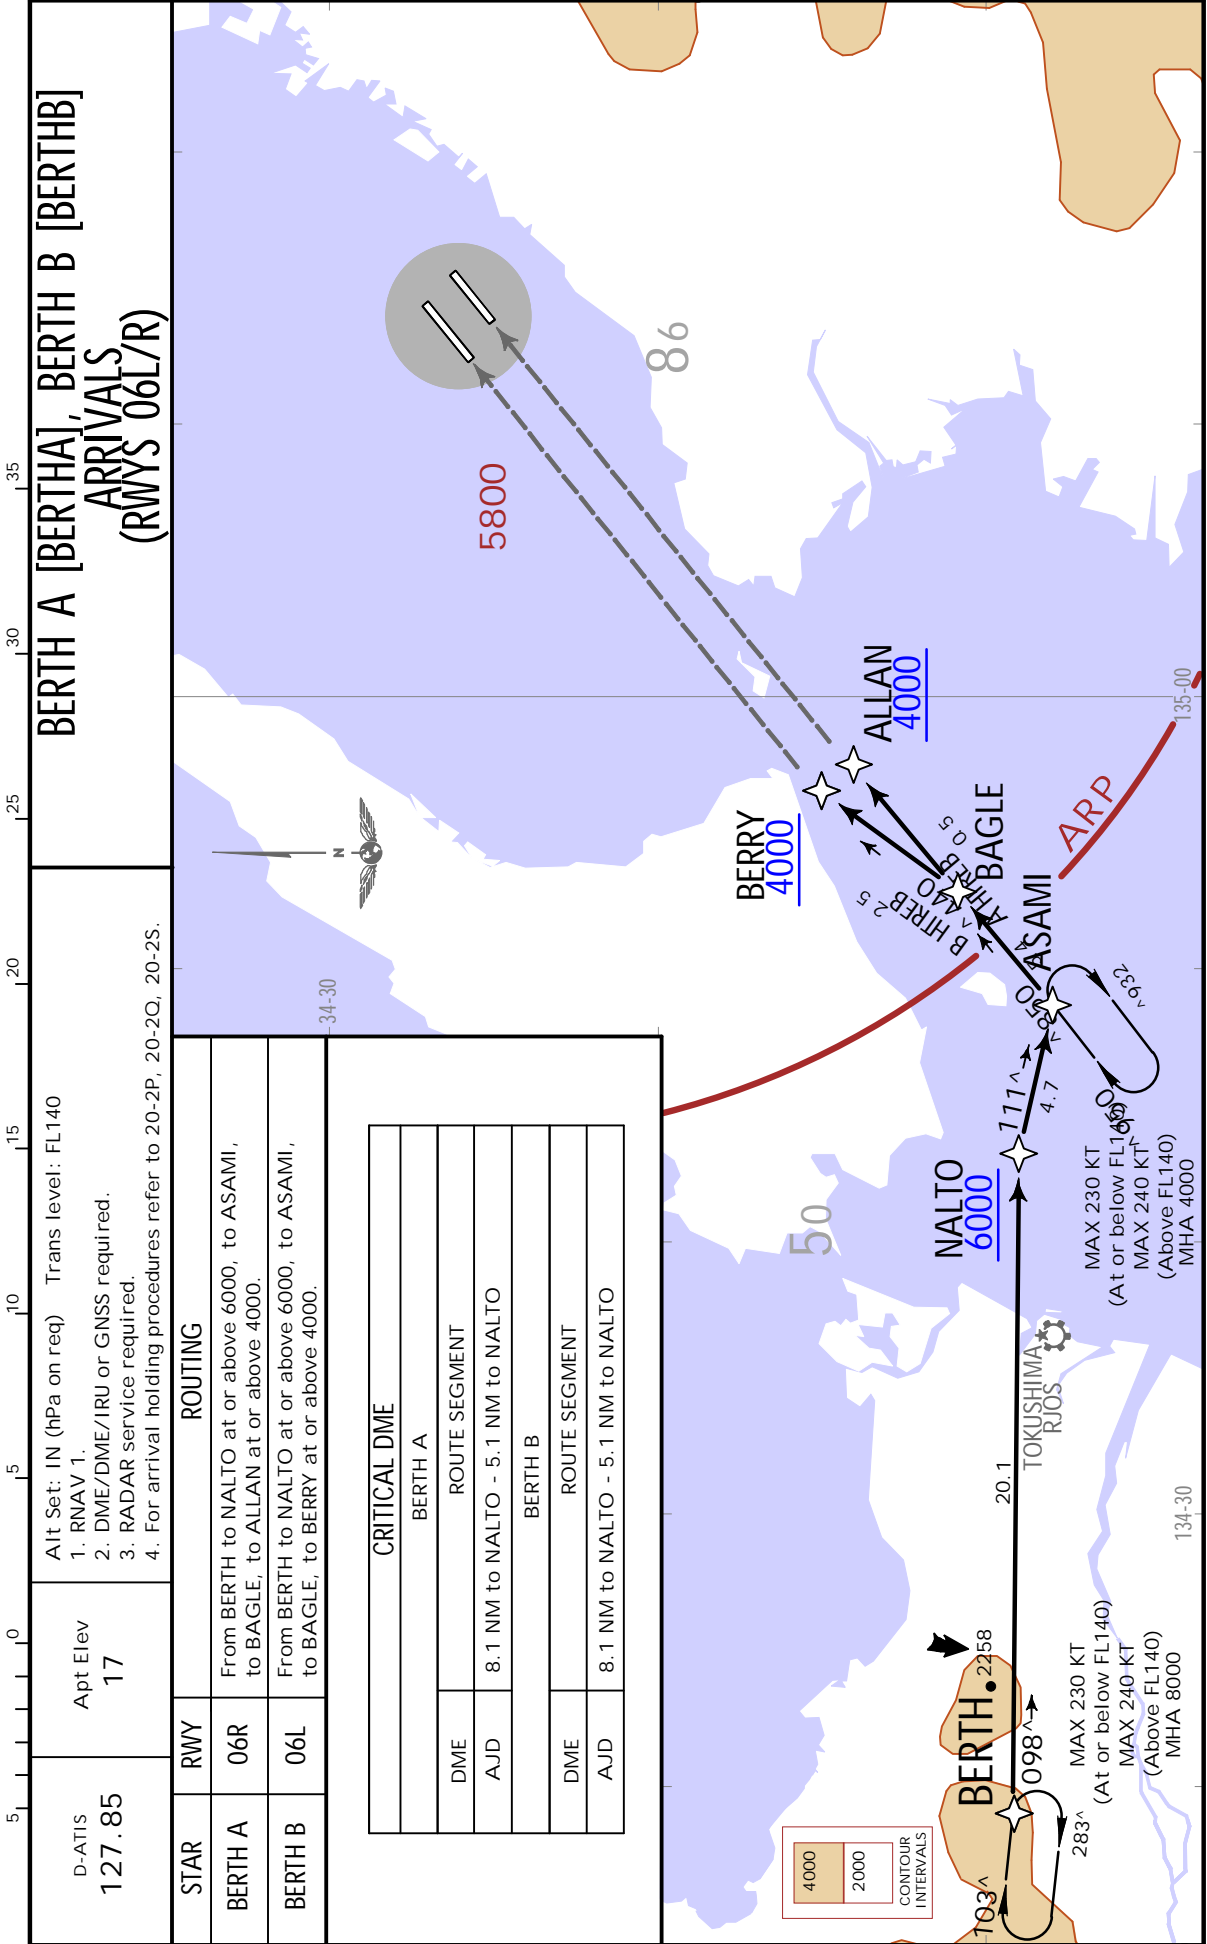 BERTH A [BERTHA], BERTH B [BERTHB]
ARRIVALS
(RWYS 06L/R)
D-ATIS
127.85
Apt Elev
17
Alt Set: IN (hPa on req) Trans level: FL140
1. RNAV 1.
2. DME/DME/IRU or GNSS required.
3. RADAR service required.
4. For arrival holding procedures refer to 20-2P, 20-2Q, 20-2S.
5 0 5 10 15 20 25 30 35
STAR RWY ROUTING
BERTH A 06R From BERTH to NALTO at or above 6000, to ASAMI,
to BAGLE, to ALLAN at or above 4000.
BERTH B 06L From BERTH to NALTO at or above 6000, to ASAMI,
to BAGLE, to BERRY at or above 4000.
CRITICAL DME
BERTH A
DME ROUTE SEGMENT
AJD 8.1 NM to NALTO - 5.1 NM to NALTO
BERTH B
DME ROUTE SEGMENT
AJD 8.1 NM to NALTO - 5.1 NM to NALTO
34-30
N
5800
86
50
BERRY
4000
ALLAN
4000
BAGLE
0.5
2.5
BERTH A
BERTH B
044^
ASAMI
058^
ARP
135-00
NALTO
6000
111^
4.7
239^
MAX 230 KT
(At or below FL140)
MAX 240 KT
(Above FL140)
MHA 4000
TOKUSHIMA
RJOS
20.1
134-30
BERTH
2258
098^
103^
283^
MAX 230 KT
(At or below FL140)
MAX 240 KT
(Above FL140)
MHA 8000
4000
2000
CONTOUR
INTERVALS